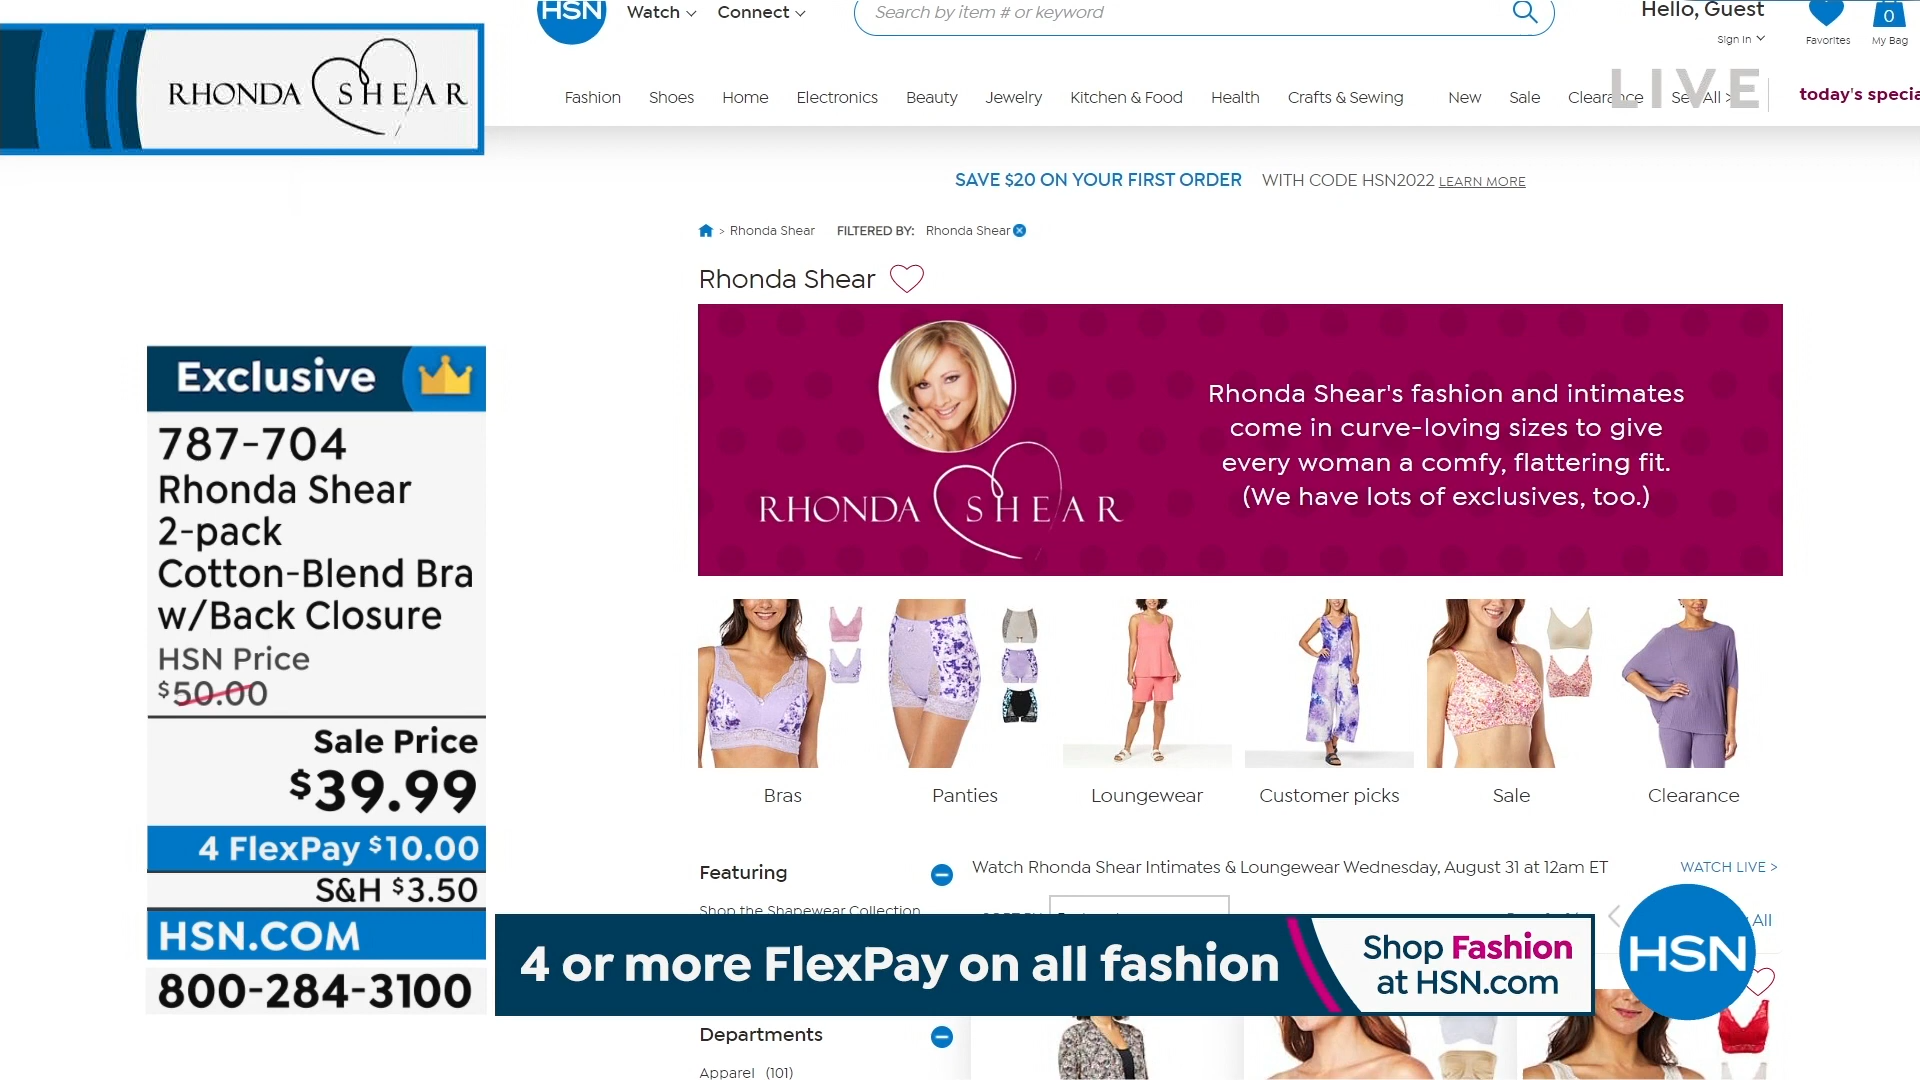 HSN
Watch
Connect
Search by item # or keyword
Hello, Guest
Sign In
Favorites
0
My Bag
RHONDA SHEAR
Fashion Shoes Home Electronics Beauty Jewelry Kitchen & Food Health Crafts & Sewing New Sale Clearance See All >
LIVE
today's specia
SAVE $20 ON YOUR FIRST ORDER WITH CODE HSN2022 LEARN MORE
> Rhonda Shear FILTERED BY: Rhonda Shear
Rhonda Shear
RHONDA SHEAR
Rhonda Shear's fashion and intimates
come in curve-loving sizes to give
every woman a comfy, flattering fit.
(We have lots of exclusives, too.)
Exclusive
787-704
Rhonda Shear
2-pack
Cotton-Blend Bra
w/Back Closure
HSN Price
$50.00
Sale Price
$39.99
4 FlexPay $10.00
S&H $3.50
HSN.COM
800-284-3100
Bras
Panties
Loungewear
Customer picks
Sale
Clearance
Featuring
Shop the Shapewear Collection
Watch Rhonda Shear Intimates & Loungewear Wednesday, August 31 at 12am ET
WATCH LIVE >
All
4 or more FlexPay on all fashion
Shop Fashion
at HSN.com
HSN
Departments
Apparel (101)